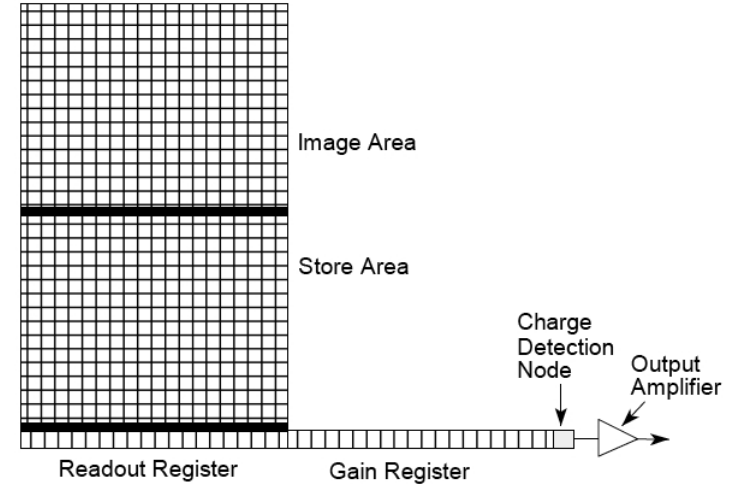 Image Area
Store Area
Charge
Detection
Node
Output
Amplifier
Readout Register
Gain Register